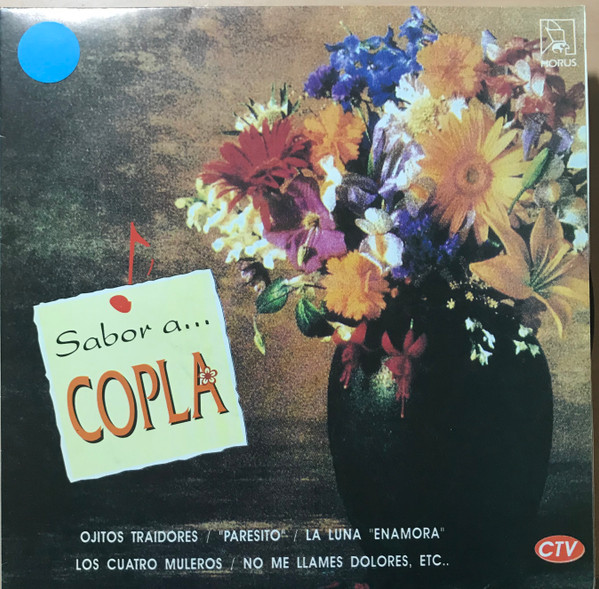 HORUS
Sabor a...
COPLA
OJITOS TRAIDORES / "PARESITO" / LA LUNA "ENAMORA"
LOS CUATRO MULEROS / NO ME LLAMES DOLORES, ETC..
CTV